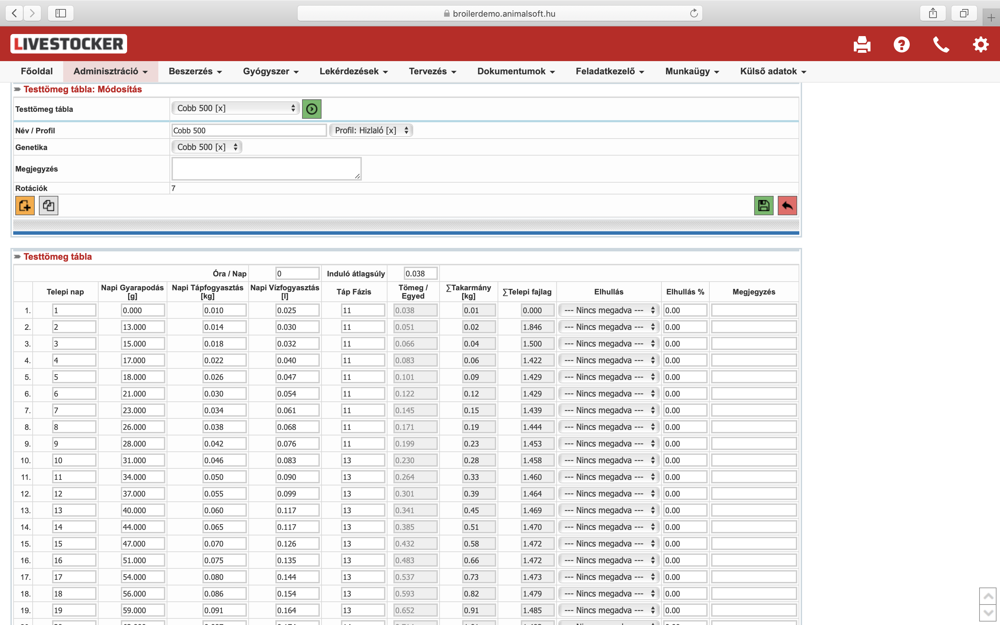 broilerdemo.animalsoft.hu
LIVESTOCKER
Főoldal Adminisztráció Beszerzés Gyógyszer Lekérdezések Tervezés Dokumentumok Feladatkezelő Munkaügy Külső adatok
Testtömeg tábla: Módosítás
Testtömeg tábla Cobb 500 [x]
Név / Profil Cobb 500 Profil: Hizlaló [x]
Genetika Cobb 500 [x]
Megjegyzés
Rotációk 7
Testtömeg tábla
Óra / Nap 0 Induló átlagsúly 0.038
Telepi nap Napi Gyarapodás [g] Napi Tápfogyasztás [kg] Napi Vízfogyasztás [l] Táp Fázis Tömeg / Egyed ∑Takarmány [kg] ∑Telepi fajlag Elhullás Elhullás % Megjegyzés
1. 1 0.000 0.010 0.025 11 0.038 0.01 0.000 --- Nincs megadva --- 0.00
2. 2 13.000 0.014 0.030 11 0.051 0.02 1.846 --- Nincs megadva --- 0.00
3. 3 15.000 0.018 0.032 11 0.066 0.04 1.500 --- Nincs megadva --- 0.00
4. 4 17.000 0.022 0.040 11 0.083 0.06 1.422 --- Nincs megadva --- 0.00
5. 5 18.000 0.026 0.047 11 0.101 0.09 1.429 --- Nincs megadva --- 0.00
6. 6 21.000 0.030 0.054 11 0.122 0.12 1.429 --- Nincs megadva --- 0.00
7. 7 23.000 0.034 0.061 11 0.145 0.15 1.439 --- Nincs megadva --- 0.00
8. 8 26.000 0.038 0.068 11 0.171 0.19 1.444 --- Nincs megadva --- 0.00
9. 9 28.000 0.042 0.076 11 0.199 0.23 1.453 --- Nincs megadva --- 0.00
10. 10 31.000 0.046 0.083 13 0.230 0.28 1.458 --- Nincs megadva --- 0.00
11. 11 34.000 0.050 0.090 13 0.264 0.33 1.460 --- Nincs megadva --- 0.00
12. 12 37.000 0.055 0.099 13 0.301 0.39 1.464 --- Nincs megadva --- 0.00
13. 13 40.000 0.060 0.117 13 0.341 0.45 1.469 --- Nincs megadva --- 0.00
14. 14 44.000 0.065 0.117 13 0.385 0.51 1.470 --- Nincs megadva --- 0.00
15. 15 47.000 0.070 0.126 13 0.432 0.58 1.472 --- Nincs megadva --- 0.00
16. 16 51.000 0.075 0.135 13 0.483 0.66 1.472 --- Nincs megadva --- 0.00
17. 17 54.000 0.080 0.144 13 0.537 0.73 1.473 --- Nincs megadva --- 0.00
18. 18 56.000 0.086 0.154 13 0.593 0.82 1.479 --- Nincs megadva --- 0.00
19. 19 59.000 0.091 0.164 13 0.652 0.91 1.485 --- Nincs megadva --- 0.00